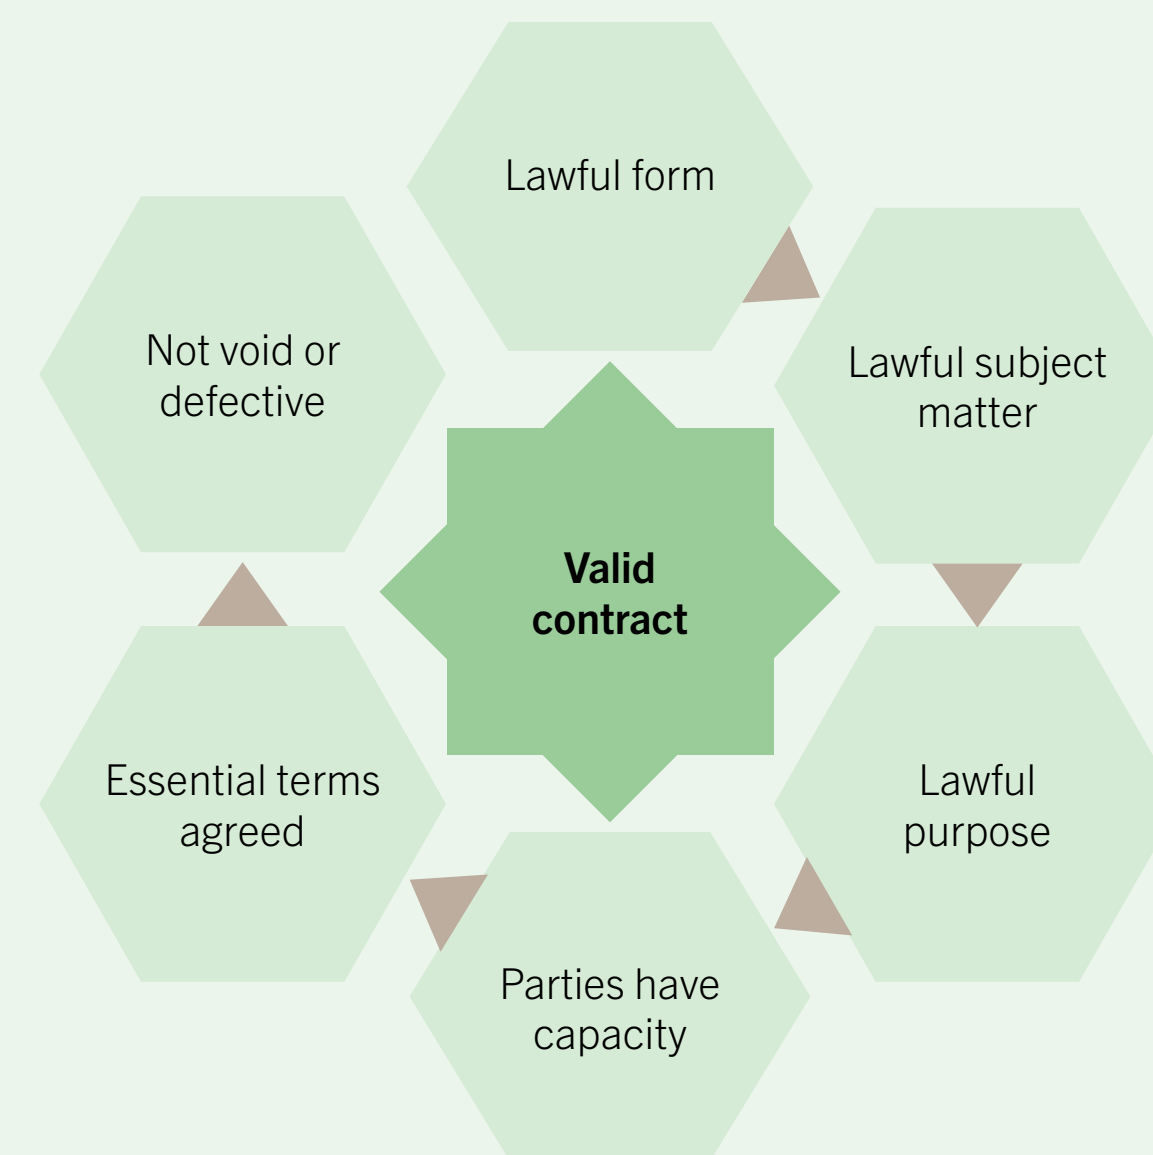 Lawful form
Lawful subject
matter
Lawful
purpose
Parties have
capacity
Essential terms
agreed
Not void or
defective
Valid
contract